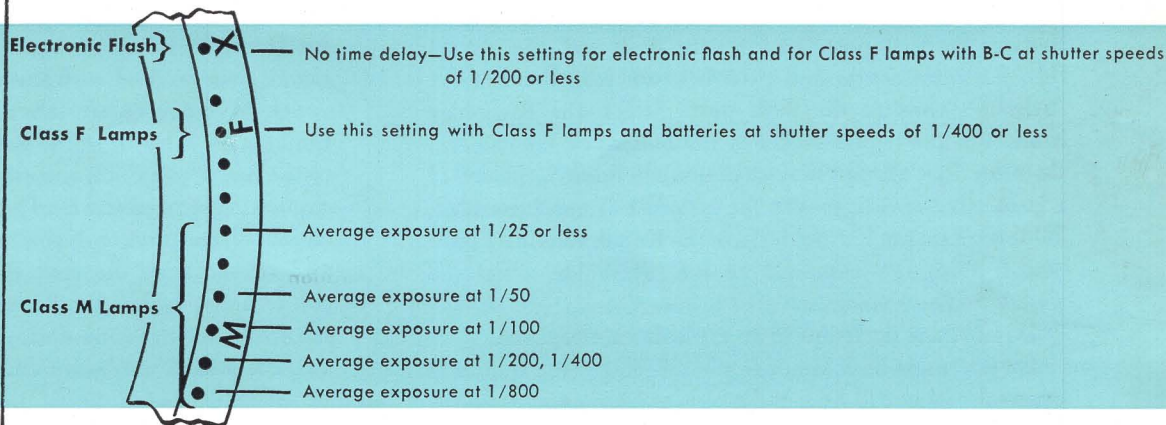 Electronic Flash
X
No time delay—Use this setting for electronic flash and for Class F lamps with B-C at shutter speeds
of 1/200 or less
Class F Lamps
F
Use this setting with Class F lamps and batteries at shutter speeds of 1/400 or less
Average exposure at 1/25 or less
Class M Lamps
Average exposure at 1/50
M
Average exposure at 1/100
Average exposure at 1/200, 1/400
Average exposure at 1/800